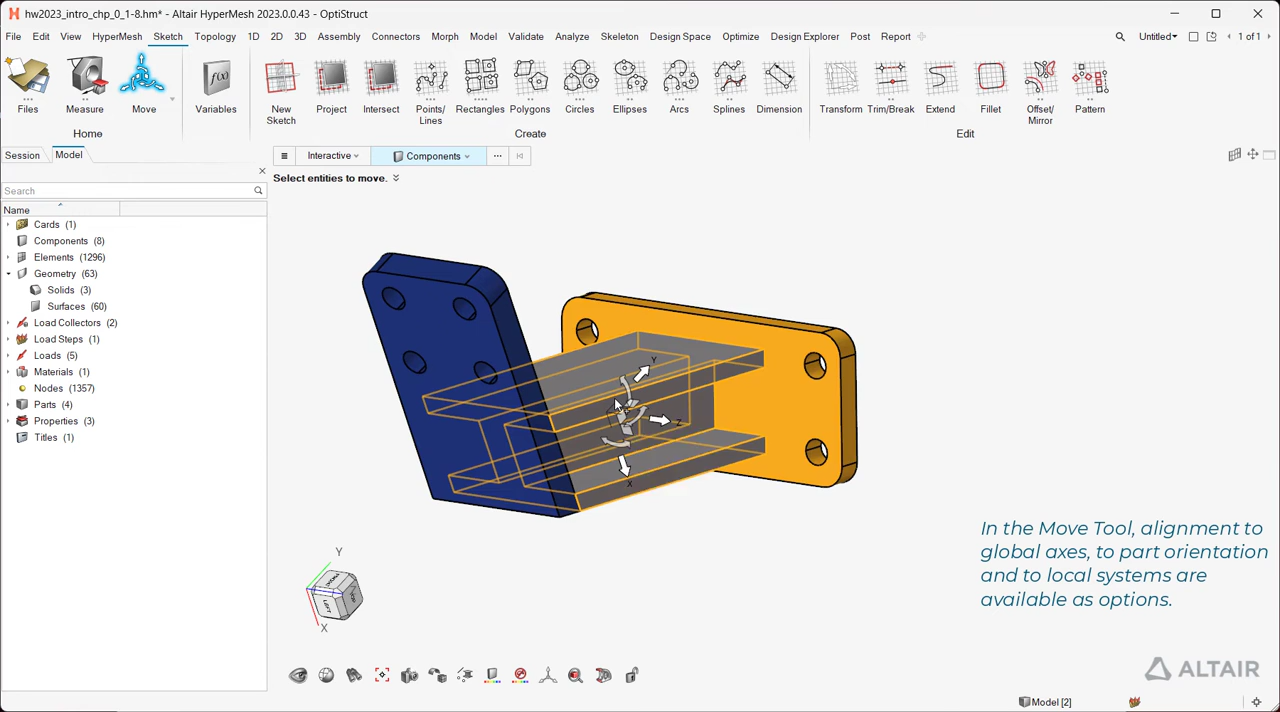 hw2023_intro_chp_0_1-8.hm* - Altair HyperMesh 2023.0.0.43 - OptiStruct
File Edit View HyperMesh Sketch Topology 1D 2D 3D Assembly Connectors Morph Model Validate Analyze Skeleton Design Space Optimize Design Explorer Post Report Untitled 1 of 1
Files Measure Move Variables New Sketch Project Intersect Points/Lines Rectangles Polygons Circles Ellipses Arcs Splines Dimension Transform Trim/Break Extend Fillet Offset/Mirror Pattern
Home Create Edit
Session Model
Interactive Components
Select entities to move.
Search
Name
Cards (1)
Components (8)
Elements (1296)
Geometry (63)
Solids (3)
Surfaces (60)
Load Collectors (2)
Load Steps (1)
Loads (5)
Materials (1)
Nodes (1357)
Parts (4)
Properties (3)
Titles (1)
Y
Z
X
In the Move Tool, alignment to
global axes, to part orientation
and to local systems are
available as options.
Y
LEFT
X
ALTAIR
Model [2]